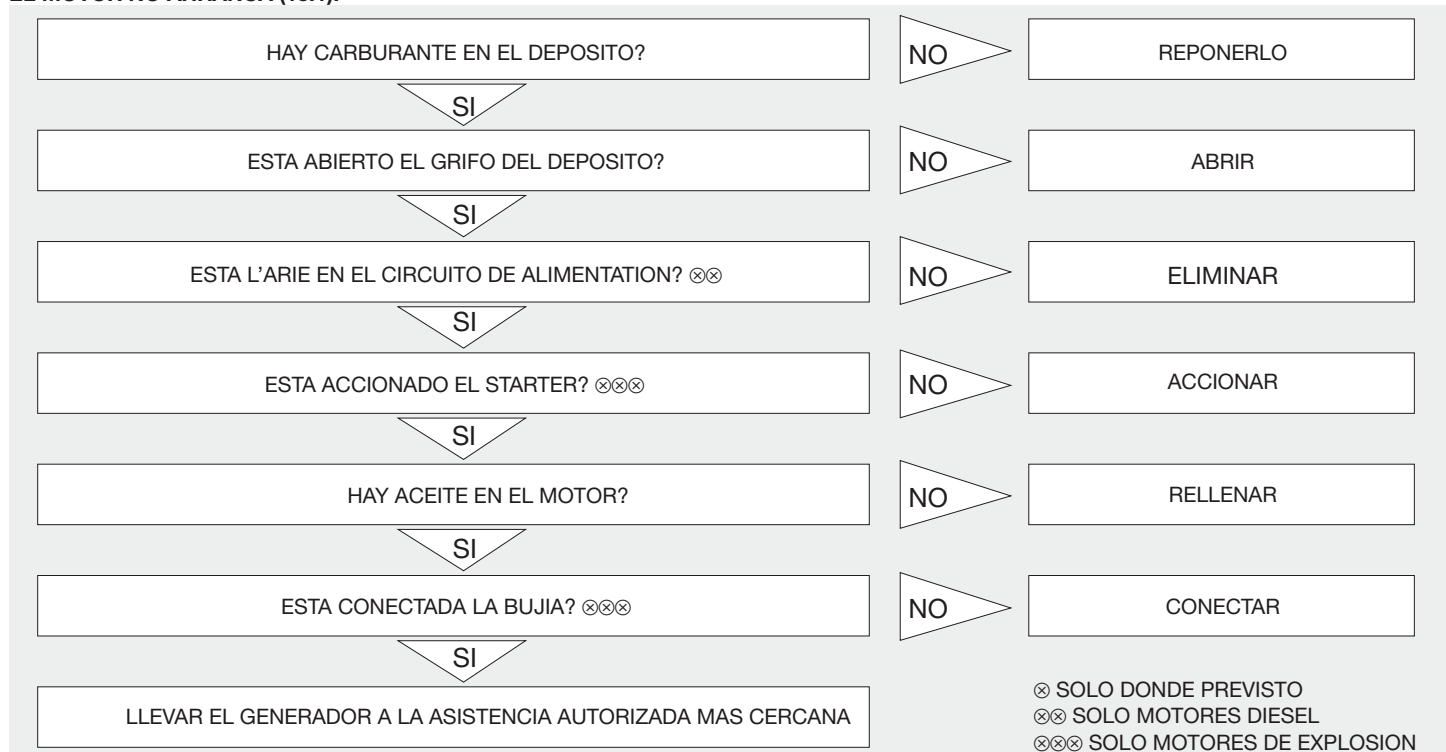 HAY CARBURANTE EN EL DEPOSITO?
NO
REPONERLO
SI
ESTA ABIERTO EL GRIFO DEL DEPOSITO?
NO
ABRIR
SI
ESTA L’ARIE EN EL CIRCUITO DE ALIMENTATION? ⊗⊗
NO
ELIMINAR
SI
ESTA ACCIONADO EL STARTER? ⊗⊗⊗
NO
ACCIONAR
SI
HAY ACEITE EN EL MOTOR?
NO
RELLENAR
SI
ESTA CONECTADA LA BUJIA? ⊗⊗⊗
NO
CONECTAR
SI
LLEVAR EL GENERADOR A LA ASISTENCIA AUTORIZADA MAS CERCANA
⊗ SOLO DONDE PREVISTO
⊗⊗ SOLO MOTORES DIESEL
⊗⊗⊗ SOLO MOTORES DE EXPLOSION